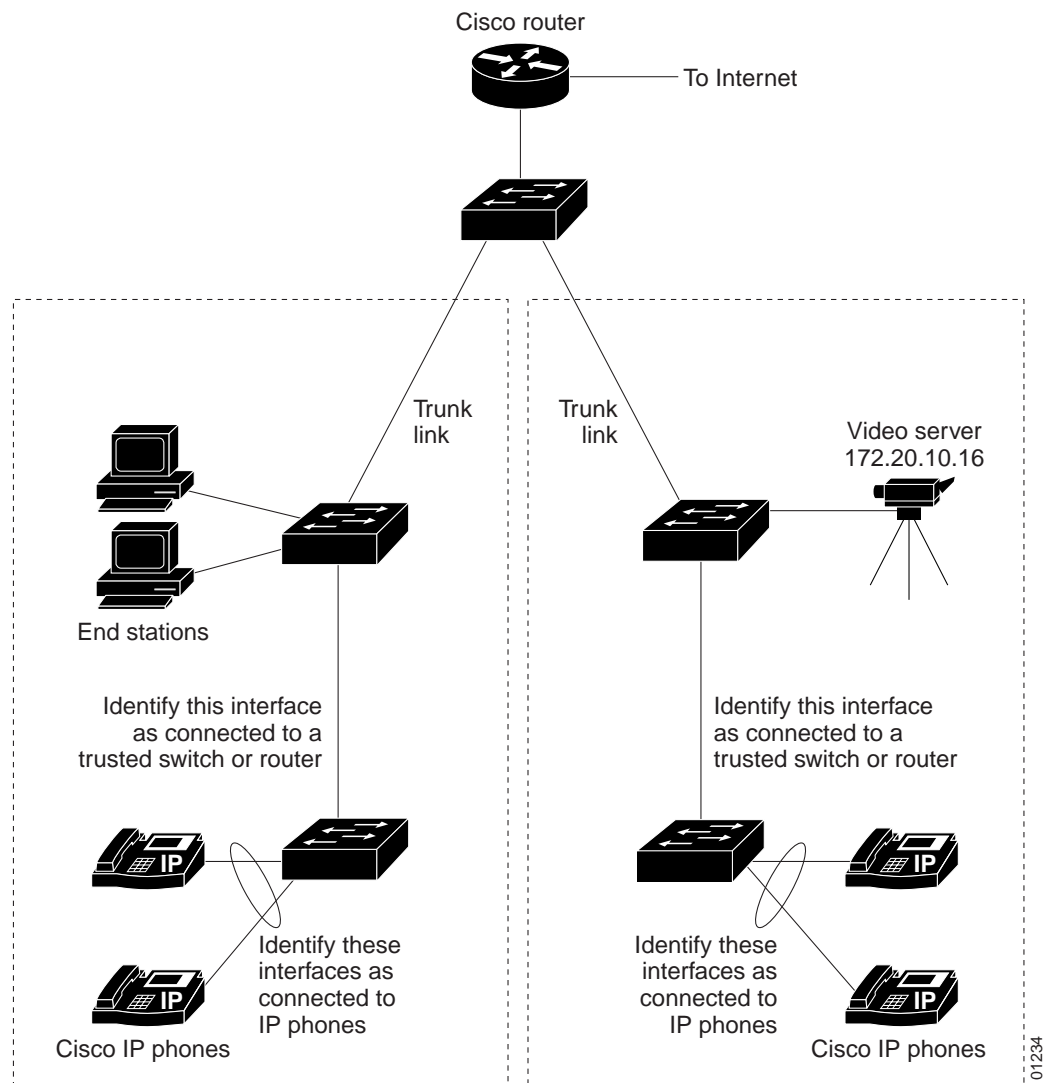 Cisco router
To Internet
Trunk
link
Trunk
link
Video server
172.20.10.16
End stations
Identify this interface
as connected to a
trusted switch or router
Identify this interface
as connected to a
trusted switch or router
IP
IP
Identify these
interfaces as
connected to
IP phones
Identify these
interfaces as
connected to
IP phones
IP
IP
Cisco IP phones
Cisco IP phones
01234